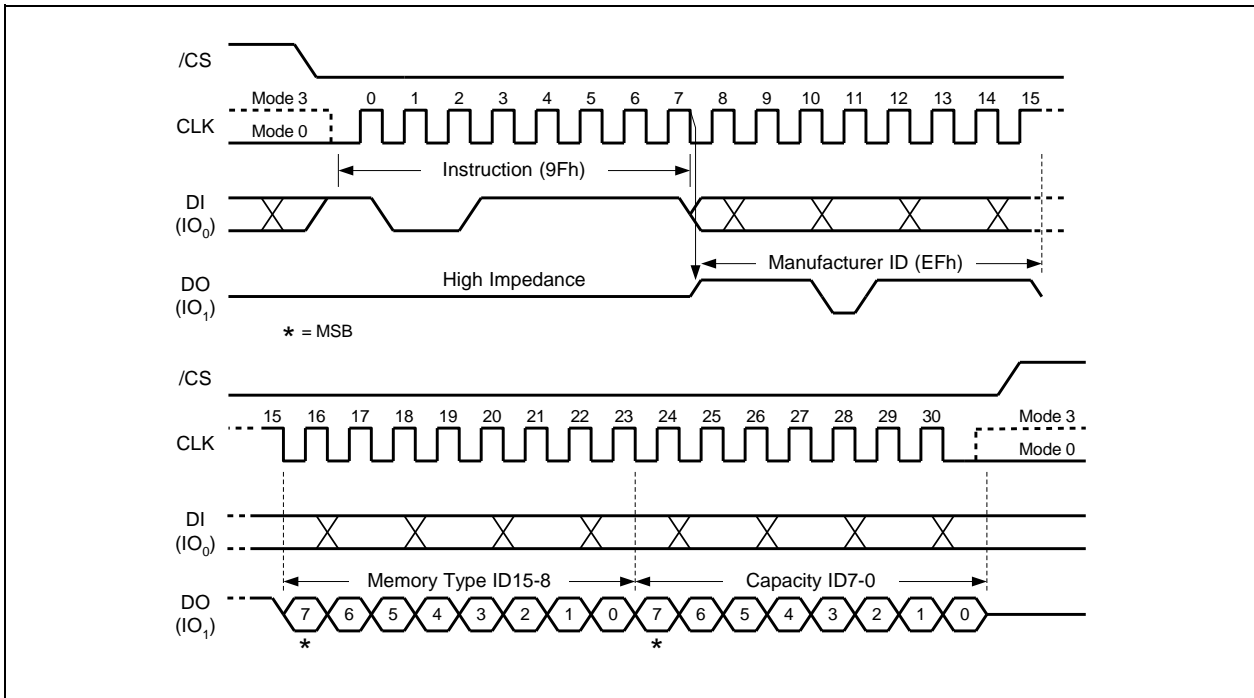 /CS
Mode 3 0 1 2 3 4 5 6 7 8 9 10 11 12 13 14 15
CLK
Mode 0
Instruction (9Fh)
DI
(IO0)
Manufacturer ID (EFh)
DO
(IO1)
High Impedance
* = MSB
/CS
15 16 17 18 19 20 21 22 23 24 25 26 27 28 29 30 Mode 3
CLK
Mode 0
DI
(IO0)
Memory Type ID15-8 Capacity ID7-0
DO
(IO1)
7 6 5 4 3 2 1 0 7 6 5 4 3 2 1 0
* *